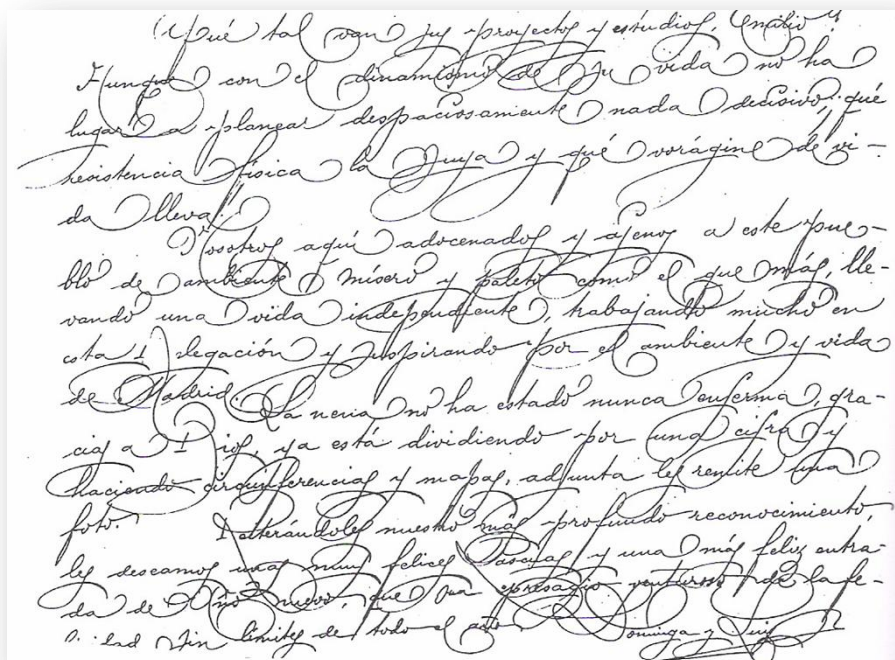 ¿Qué tal van sus proyectos y estudios, Emilio?
Aunque con el dinamismo de su vida no ha
lugar a planear despaciosamente nada decisivo; ¡qué
resistencia física la suya y qué vorágine de vi-
da lleva!
Nosotros aquí adocenados y ajenos a este pue-
blo de ambiente mísero y paleto como el que más, lle-
vando una vida independiente, trabajando mucho en
esta Delegación y suspirando por el ambiente y vida
de Madrid. La nena no ha estado nunca enferma, gra-
cias a Dios, ya está dividiendo por una cifra y
haciendo circunferencias y mapas, adjunta les remite una
foto. Reiterándoles nuestro más profundo reconocimiento,
les deseamos unas muy felices Pascuas y una más feliz entra-
da de Año Nuevo, que sea presagio venturoso de la fe-
sin límites de todo el año. Dominga y Luis